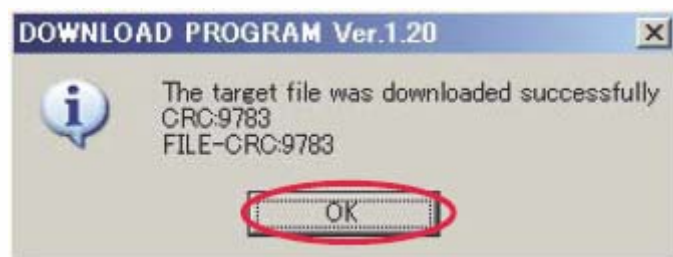 DOWNLOAD PROGRAM Ver.1.20
The target file was downloaded successfully
CRC:9783
FILE-CRC:9783
OK